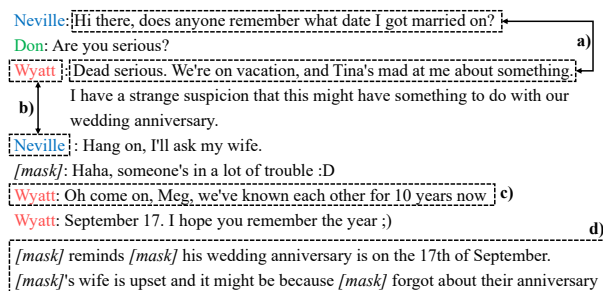 Neville: Hi there, does anyone remember what date I got married on?
Don: Are you serious?
a)
Wyatt : Dead serious. We're on vacation, and Tina's mad at me about something.
I have a strange suspicion that this might have something to do with our
b)
wedding anniversary.
Neville : Hang on, I'll ask my wife.
[mask]: Haha, someone's in a lot of trouble :D
Wyatt: Oh come on, Meg, we've known each other for 10 years now c)
Wyatt: September 17. I hope you remember the year ;)
d)
[mask] reminds [mask] his wedding anniversary is on the 17th of September.
[mask]'s wife is upset and it might be because [mask] forgot about their anniversary